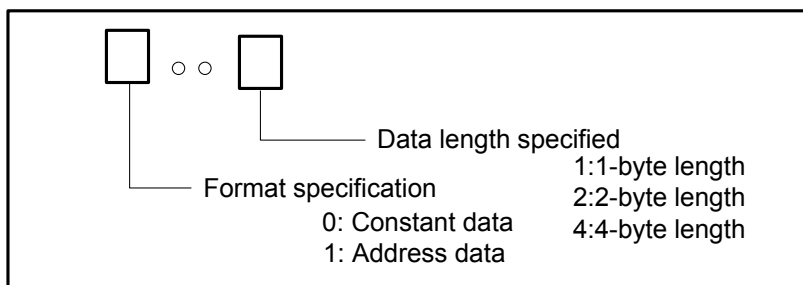 Data length specified
1:1-byte length
2:2-byte length
4:4-byte length
Format specification
0: Constant data
1: Address data